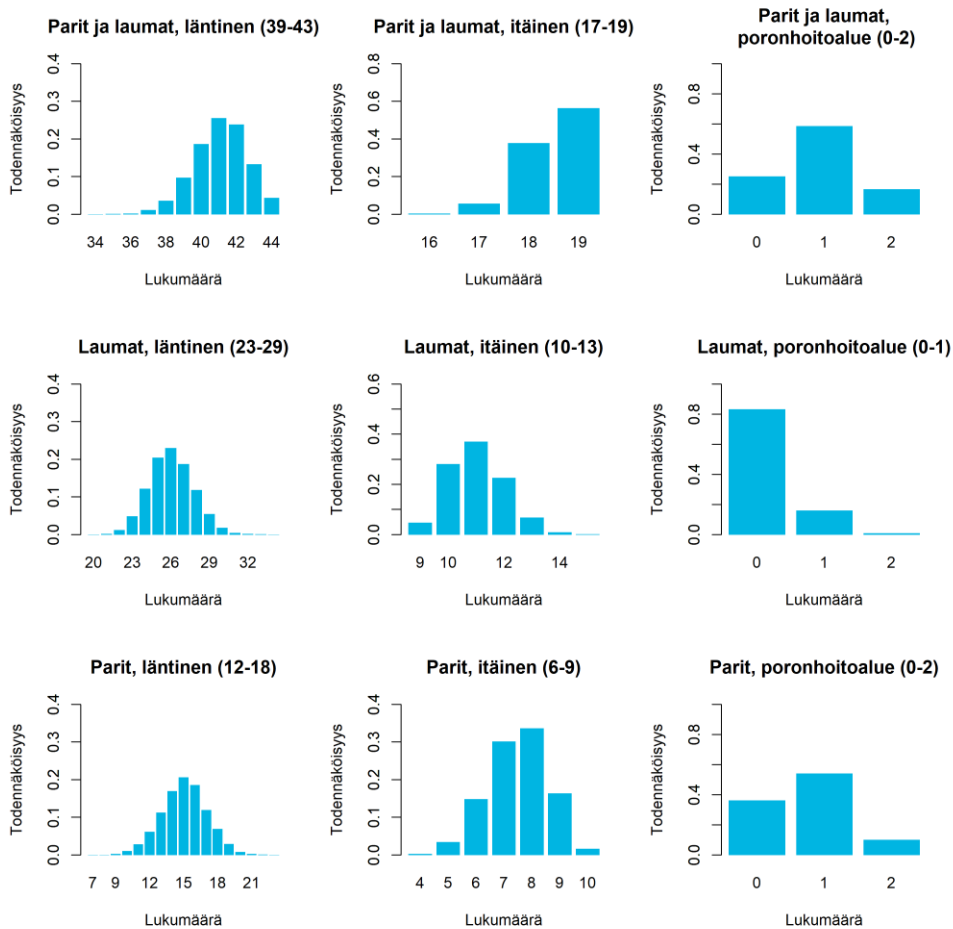 Parit ja laumat, läntinen (39-43)
Todennäköisyys
0.0 0.1 0.2 0.3 0.4
34 36 38 40 42 44
Lukumäärä
Parit ja laumat, itäinen (17-19)
Todennäköisyys
0.0 0.2 0.4 0.6 0.8
16 17 18 19
Lukumäärä
Parit ja laumat,
poronhoitoalue (0-2)
Todennäköisyys
0.0 0.4 0.8
0 1 2
Lukumäärä
Laumat, läntinen (23-29)
Todennäköisyys
0.0 0.1 0.2 0.3 0.4
20 23 26 29 32
Lukumäärä
Laumat, itäinen (10-13)
Todennäköisyys
0.0 0.2 0.4 0.6
9 10 12 14
Lukumäärä
Laumat, poronhoitoalue (0-1)
Todennäköisyys
0.0 0.4 0.8
0 1 2
Lukumäärä
Parit, läntinen (12-18)
Todennäköisyys
0.0 0.1 0.2 0.3 0.4
7 9 12 15 18 21
Lukumäärä
Parit, itäinen (6-9)
Todennäköisyys
0.0 0.1 0.2 0.3 0.4
4 5 6 7 8 9 10
Lukumäärä
Parit, poronhoitoalue (0-2)
Todennäköisyys
0.0 0.4 0.8
0 1 2
Lukumäärä